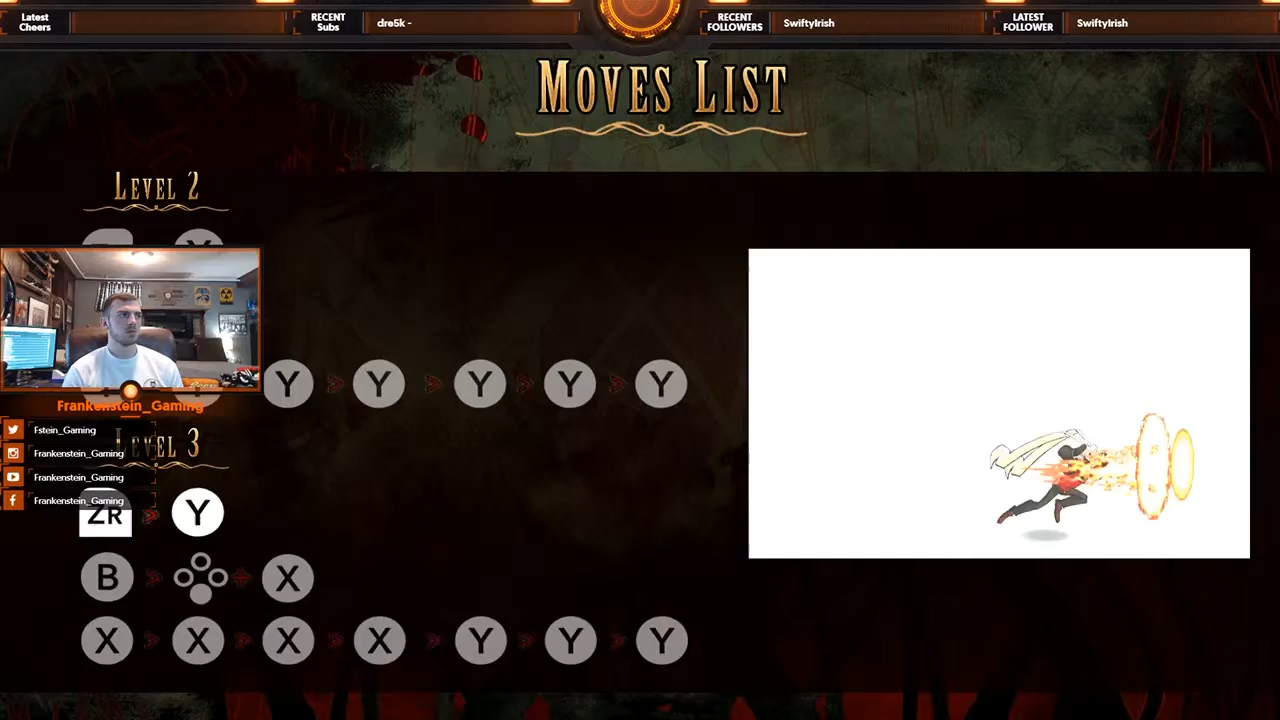 Latest
Cheers
RECENT
Subs
dre5k -
RECENT
FOLLOWERS
SwiftyIrish
LATEST
FOLLOWER
SwiftyIrish
MOVES LIST
LEVEL 2
Y
Y Y Y Y Y
Frankenstein_Gaming
Fstein_Gaming
Frankenstein_Gaming
Frankenstein_Gaming
Frankenstein_Gaming
LEVEL 3
ZR Y
B X
X X X X Y Y Y